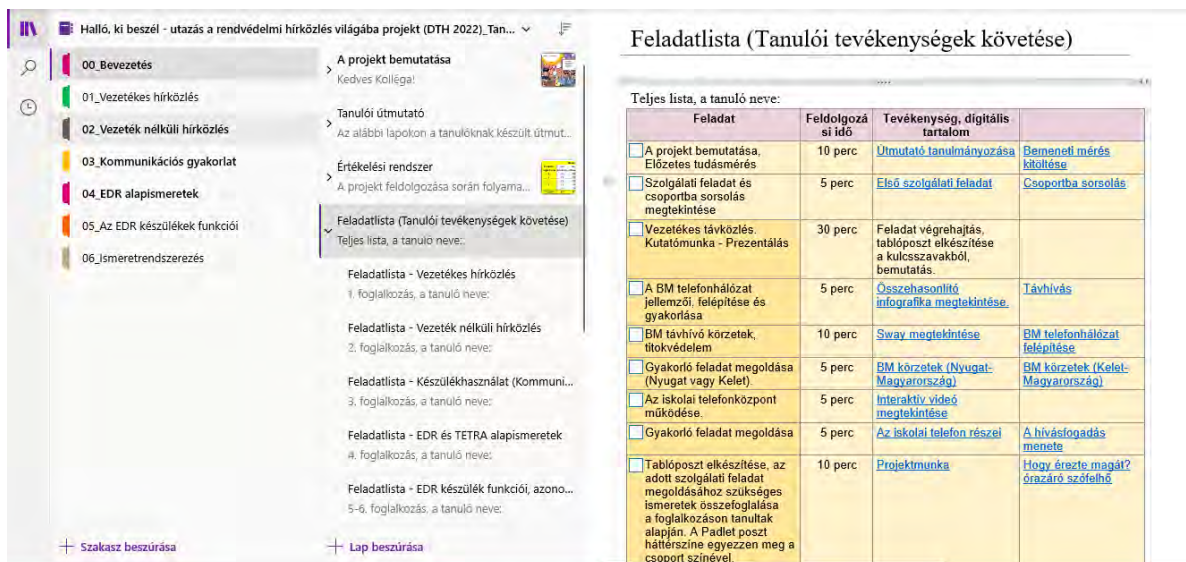 Halló, ki beszél - utazás a rendvédelmi hírközlés világába projekt (DTH 2022)_Tan...
00_Bevezetés
01_Vezetékes hírközlés
02_Vezeték nélküli hírközlés
03_Kommunikációs gyakorlat
04_EDR alapismeretek
05_Az EDR készülékek funkciói
06_Ismeretrendszerezés
+ Szakasz beszúrása
A projekt bemutatása
Kedves Kolléga!
Tanulói útmutató
Az alábbi lapokon a tanulóknak készült útmut...
Értékelési rendszer
A projekt feldolgozása során folyama...
Feladatlista (Tanulói tevékenységek követése)
Teljes lista, a tanuló neve:
Feladatlista - Vezetékes hírközlés
1. foglalkozás, a tanuló neve:
Feladatlista - Vezeték nélküli hírközlés
2. foglalkozás, a tanuló neve:
Feladatlista - Készülékhasználat (Kommuni...
3. foglalkozás, a tanuló neve:
Feladatlista - EDR és TETRA alapismeretek
4. foglalkozás, a tanuló neve:
Feladatlista - EDR készülék funkciói, azono...
5-6. foglalkozás, a tanuló neve:
+ Lap beszúrása
Feladatlista (Tanulói tevékenységek követése)
Teljes lista, a tanuló neve:
Feladat
Feldolgozá
si idő
Tevékenység, digitális
tartalom
A projekt bemutatása,
Előzetes tudásmérés
10 perc
Útmutató tanulmányozása
Bemeneti mérés
kitöltése
Szolgálati feladat és
csoportba sorsolás
megtekintése
5 perc
Első szolgálati feladat
Csoportba sorsolás
Vezetékes távközlés.
Kutatómunka - Prezentálás
30 perc
Feladat végrehajtás,
tablóposzt elkészítése
a kulcsszavakból,
bemutatás.
A BM telefonhálózat
jellemzői, felépítése és
gyakorlása
5 perc
Összehasonlító
infografika megtekintése.
Távhívás
BM távhívó körzetek,
titokvédelem
10 perc
Sway megtekintése
BM telefonhálózat
felépítése
Gyakorló feladat megoldása
(Nyugat vagy Kelet).
5 perc
BM körzetek (Nyugat-
Magyarország)
BM körzetek (Kelet-
Magyarország)
Az iskolai telefonközpont
működése.
5 perc
Interaktív videó
megtekintése
Gyakorló feladat megoldása
5 perc
Az iskolai telefon részei
A hívásfogadás
menete
Tablóposzt elkészítése, az
adott szolgálati feladat
megoldásához szükséges
ismeretek összefoglalása
a foglalkozáson tanultak
alapján. A Padlet poszt
háttérszíne egyezzen meg a
csoport színével.
10 perc
Projektmunka
Hogy érezte magát?
órazáró szófelhő